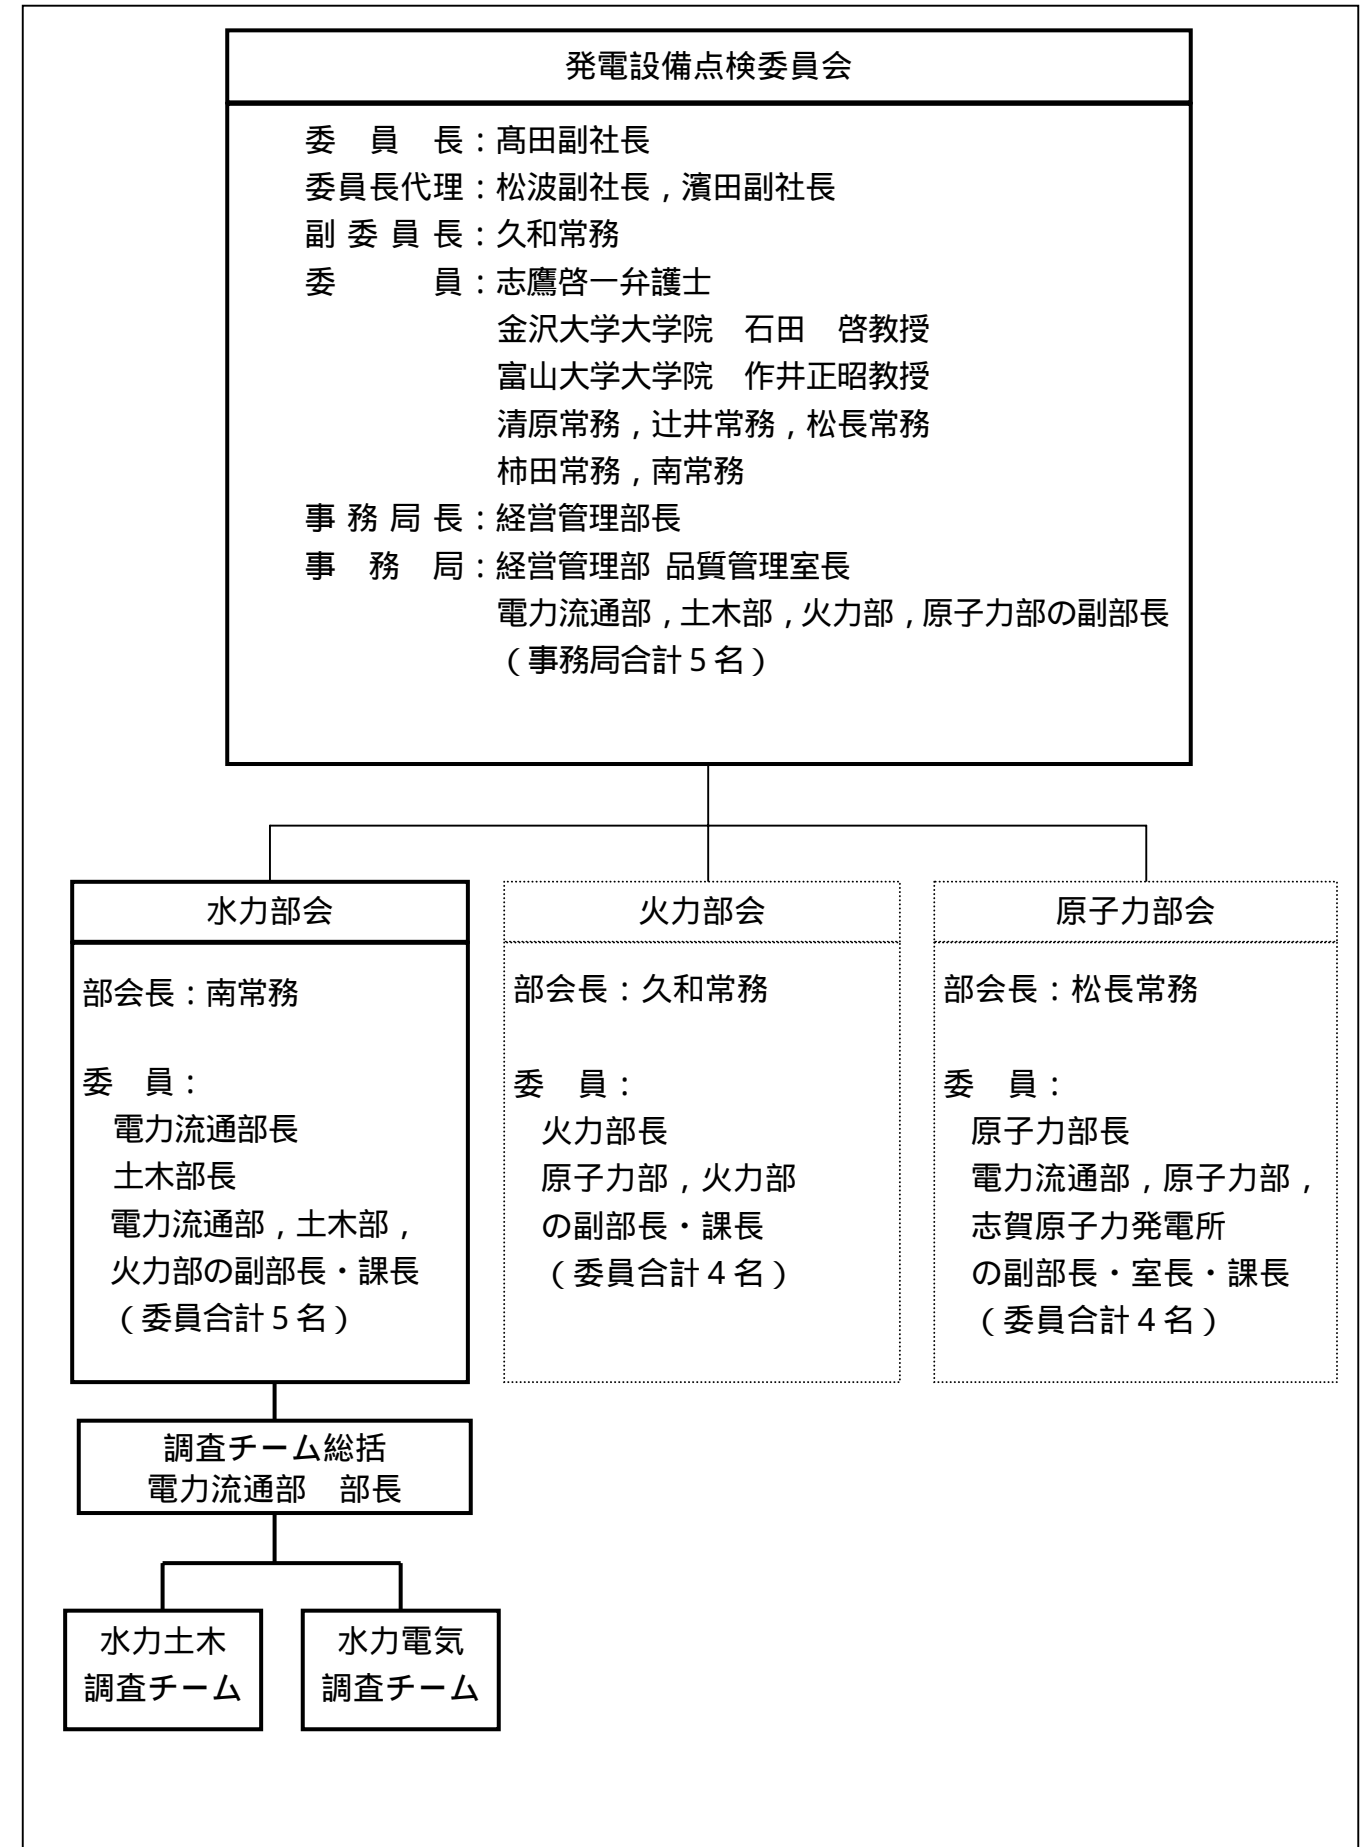 発電設備点検委員会
委　員　長：髙田副社長
委員長代理：松波副社長，濱田副社長
副 委 員 長：久和常務
委　　　員：志鷹啓一弁護士
金沢大学大学院　石田　啓教授
富山大学大学院　作井正昭教授
清原常務，辻井常務，松長常務
柿田常務，南常務
事 務 局 長：経営管理部長
事　務　局：経営管理部 品質管理室長
電力流通部，土木部，火力部，原子力部の副部長
（事務局合計５名）
水力部会
部会長：南常務
委　員：
電力流通部長
土木部長
電力流通部，土木部，
火力部の副部長・課長
（委員合計５名）
火力部会
部会長：久和常務
委　員：
火力部長
原子力部，火力部
の副部長・課長
（委員合計４名）
原子力部会
部会長：松長常務
委　員：
原子力部長
電力流通部，原子力部，
志賀原子力発電所
の副部長・室長・課長
（委員合計４名）
調査チーム総括
電力流通部　部長
水力土木
調査チーム
水力電気
調査チーム